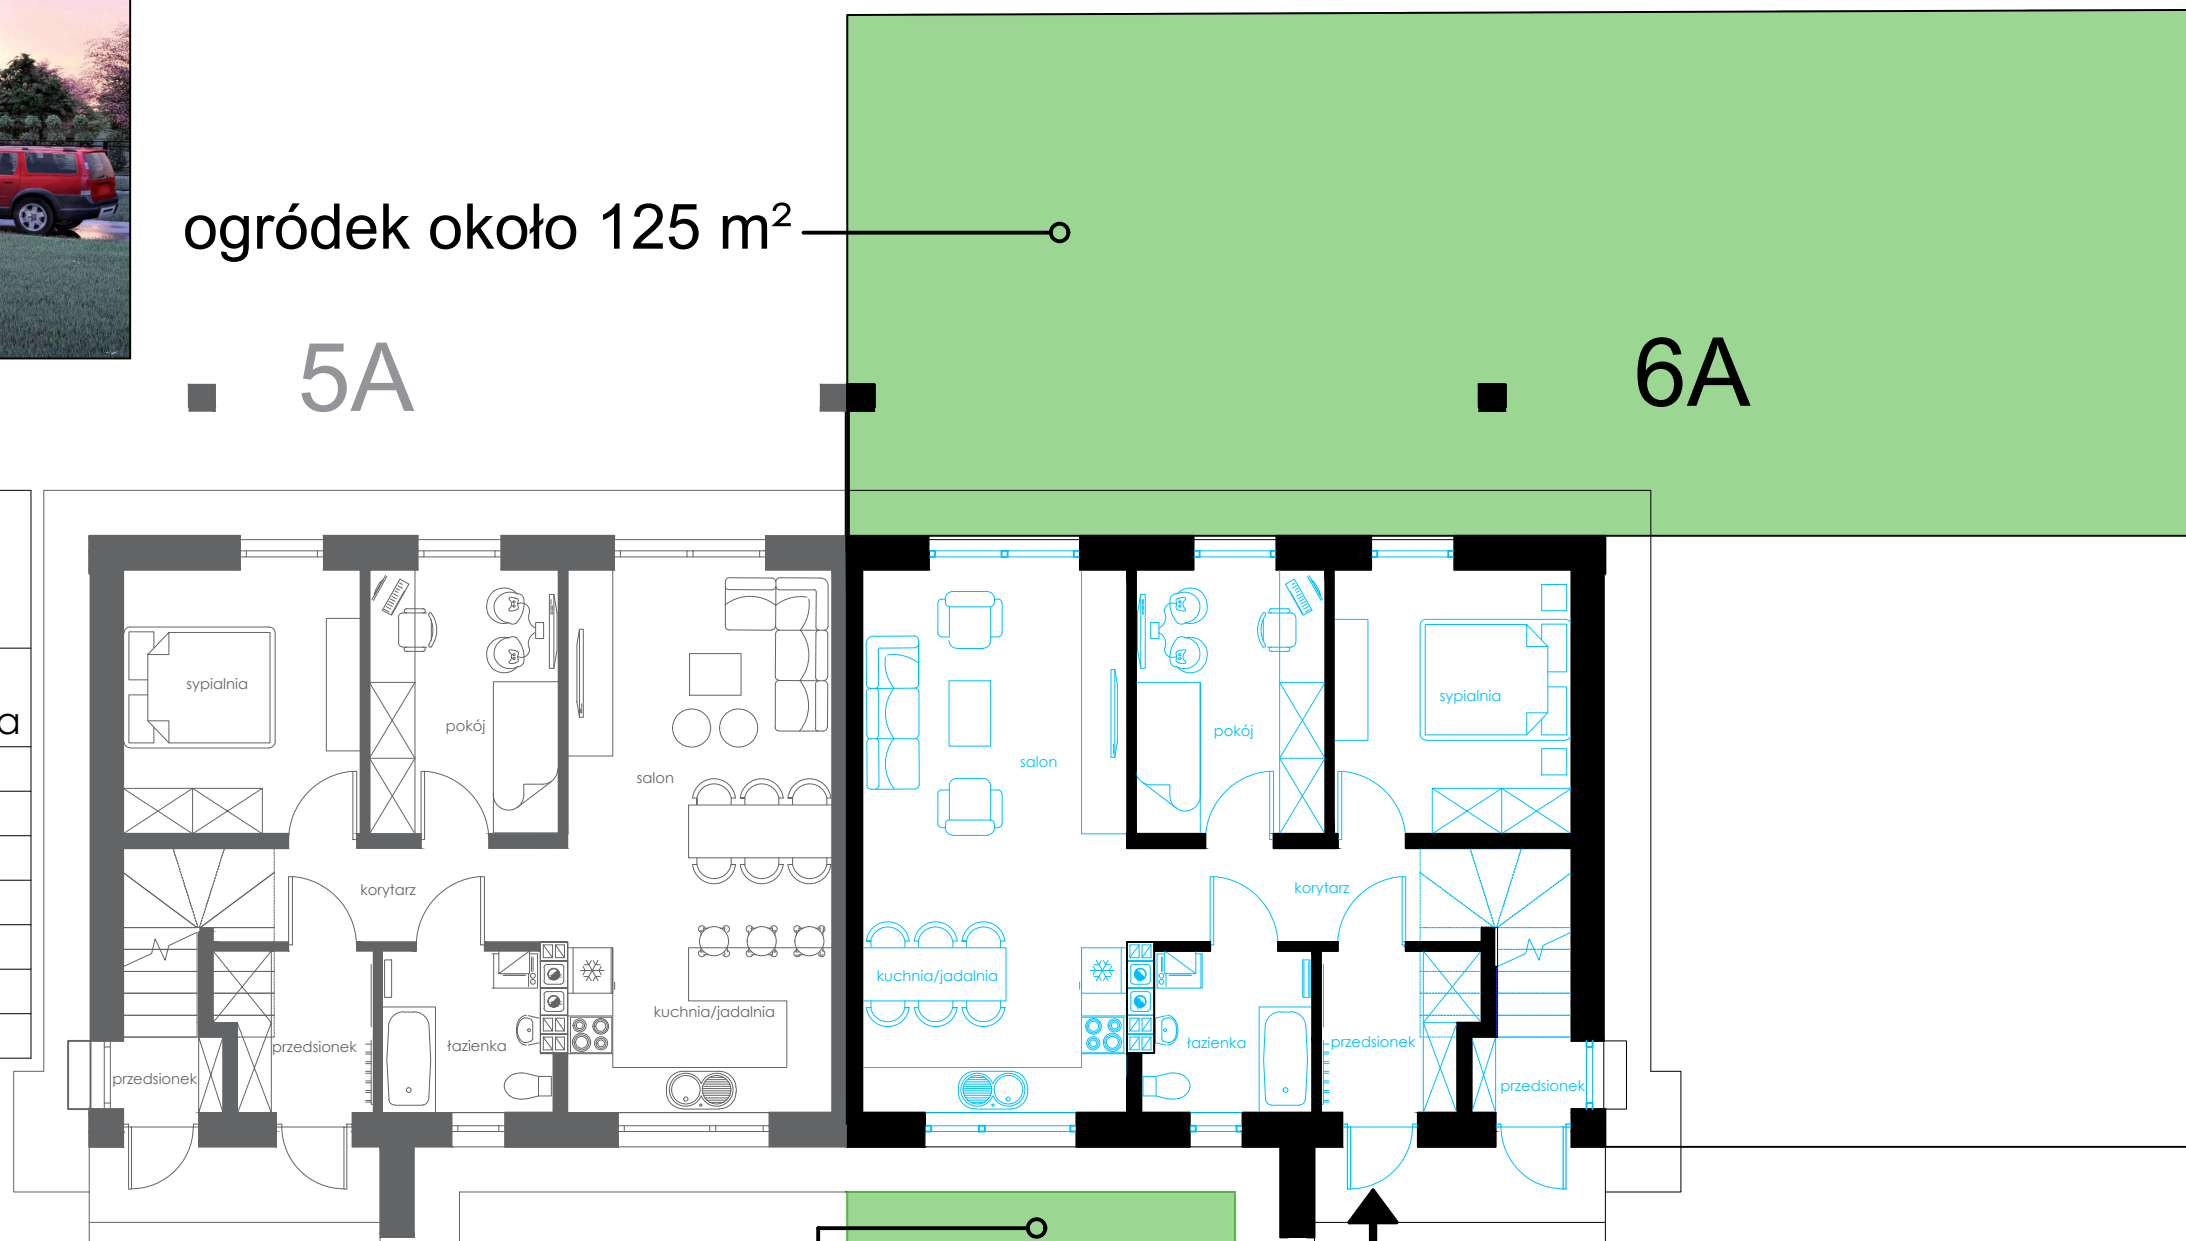 ogródek około 125 m²
5A
6A
a
sypialnia
pokój
salon
korytarz
kuchnia/jadalnia
przedsionek
łazienka
przedsionek
salon
pokój
sypialnia
korytarz
kuchnia/jadalnia
łazienka
przedsionek
przedsionek